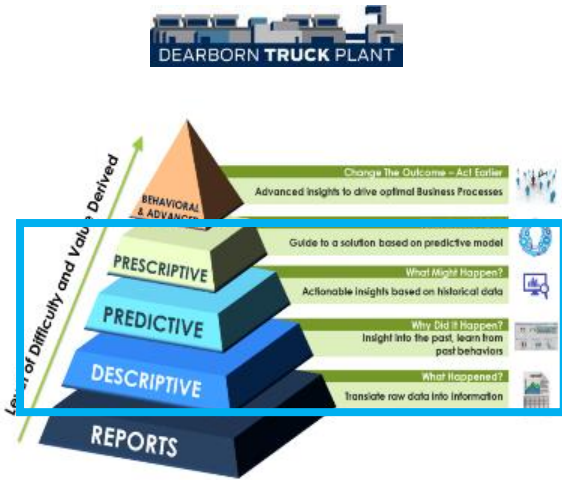 DEARBORN TRUCK PLANT
Level of Difficulty and Value Derived
BEHAVIORAL
& ADVANCED
Change The Outcome – Act Earlier
Advanced Insights to drive optimal Business Processes
PRESCRIPTIVE
Guide to a solution based on predictive model
PREDICTIVE
What Might Happen?
Actionable Insights based on historical data
DESCRIPTIVE
Why Did It Happen?
Insight into the past, learn from
past behaviors
REPORTS
What Happened?
Translate raw data into information